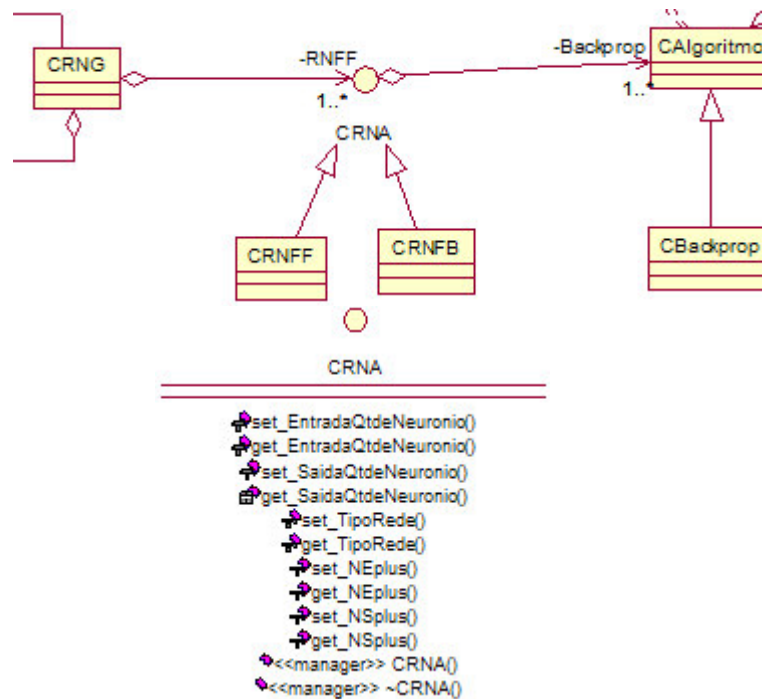 CRNG
-RNFF
1..*
-Backprop
1..*
CAlgoritmo
CRNA
CRNFF
CRNFB
CBackprop
CRNA
set_EntradaQtdeNeuronio()
get_EntradaQtdeNeuronio()
set_SaidaQtdeNeuronio()
get_SaidaQtdeNeuronio()
set_TipoRede()
get_TipoRede()
set_NEplus()
get_NEplus()
set_NSplus()
get_NSplus()
<<manager>> CRNA()
<<manager>> ~CRNA()